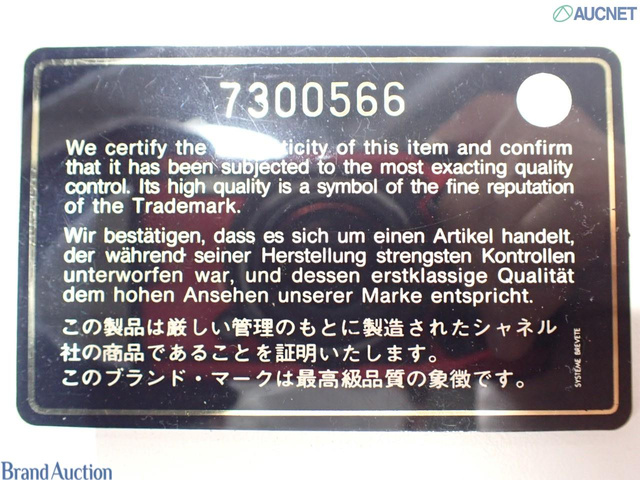 AUCNET
7300566
We certify the ticity of this item and confirm
that it has been subjected to the most exacting quality
control. Its high quality is a symbol of the fine reputation
of the Trademark.
Wir bestätigen, dass es sich um einen Artikel handelt,
der während seiner Herstellung strengsten Kontrollen
unterworfen war, und dessen erstklassige Qualität
dem hohen Ansehen unserer Marke entspricht.
この製品は厳しい管理のもとに製造されたシャネル
社の商品であることを証明いたします。
このブランド・マークは最高級品質の象徴です。
SYSTÈME BREVETÉ
Brand Auction